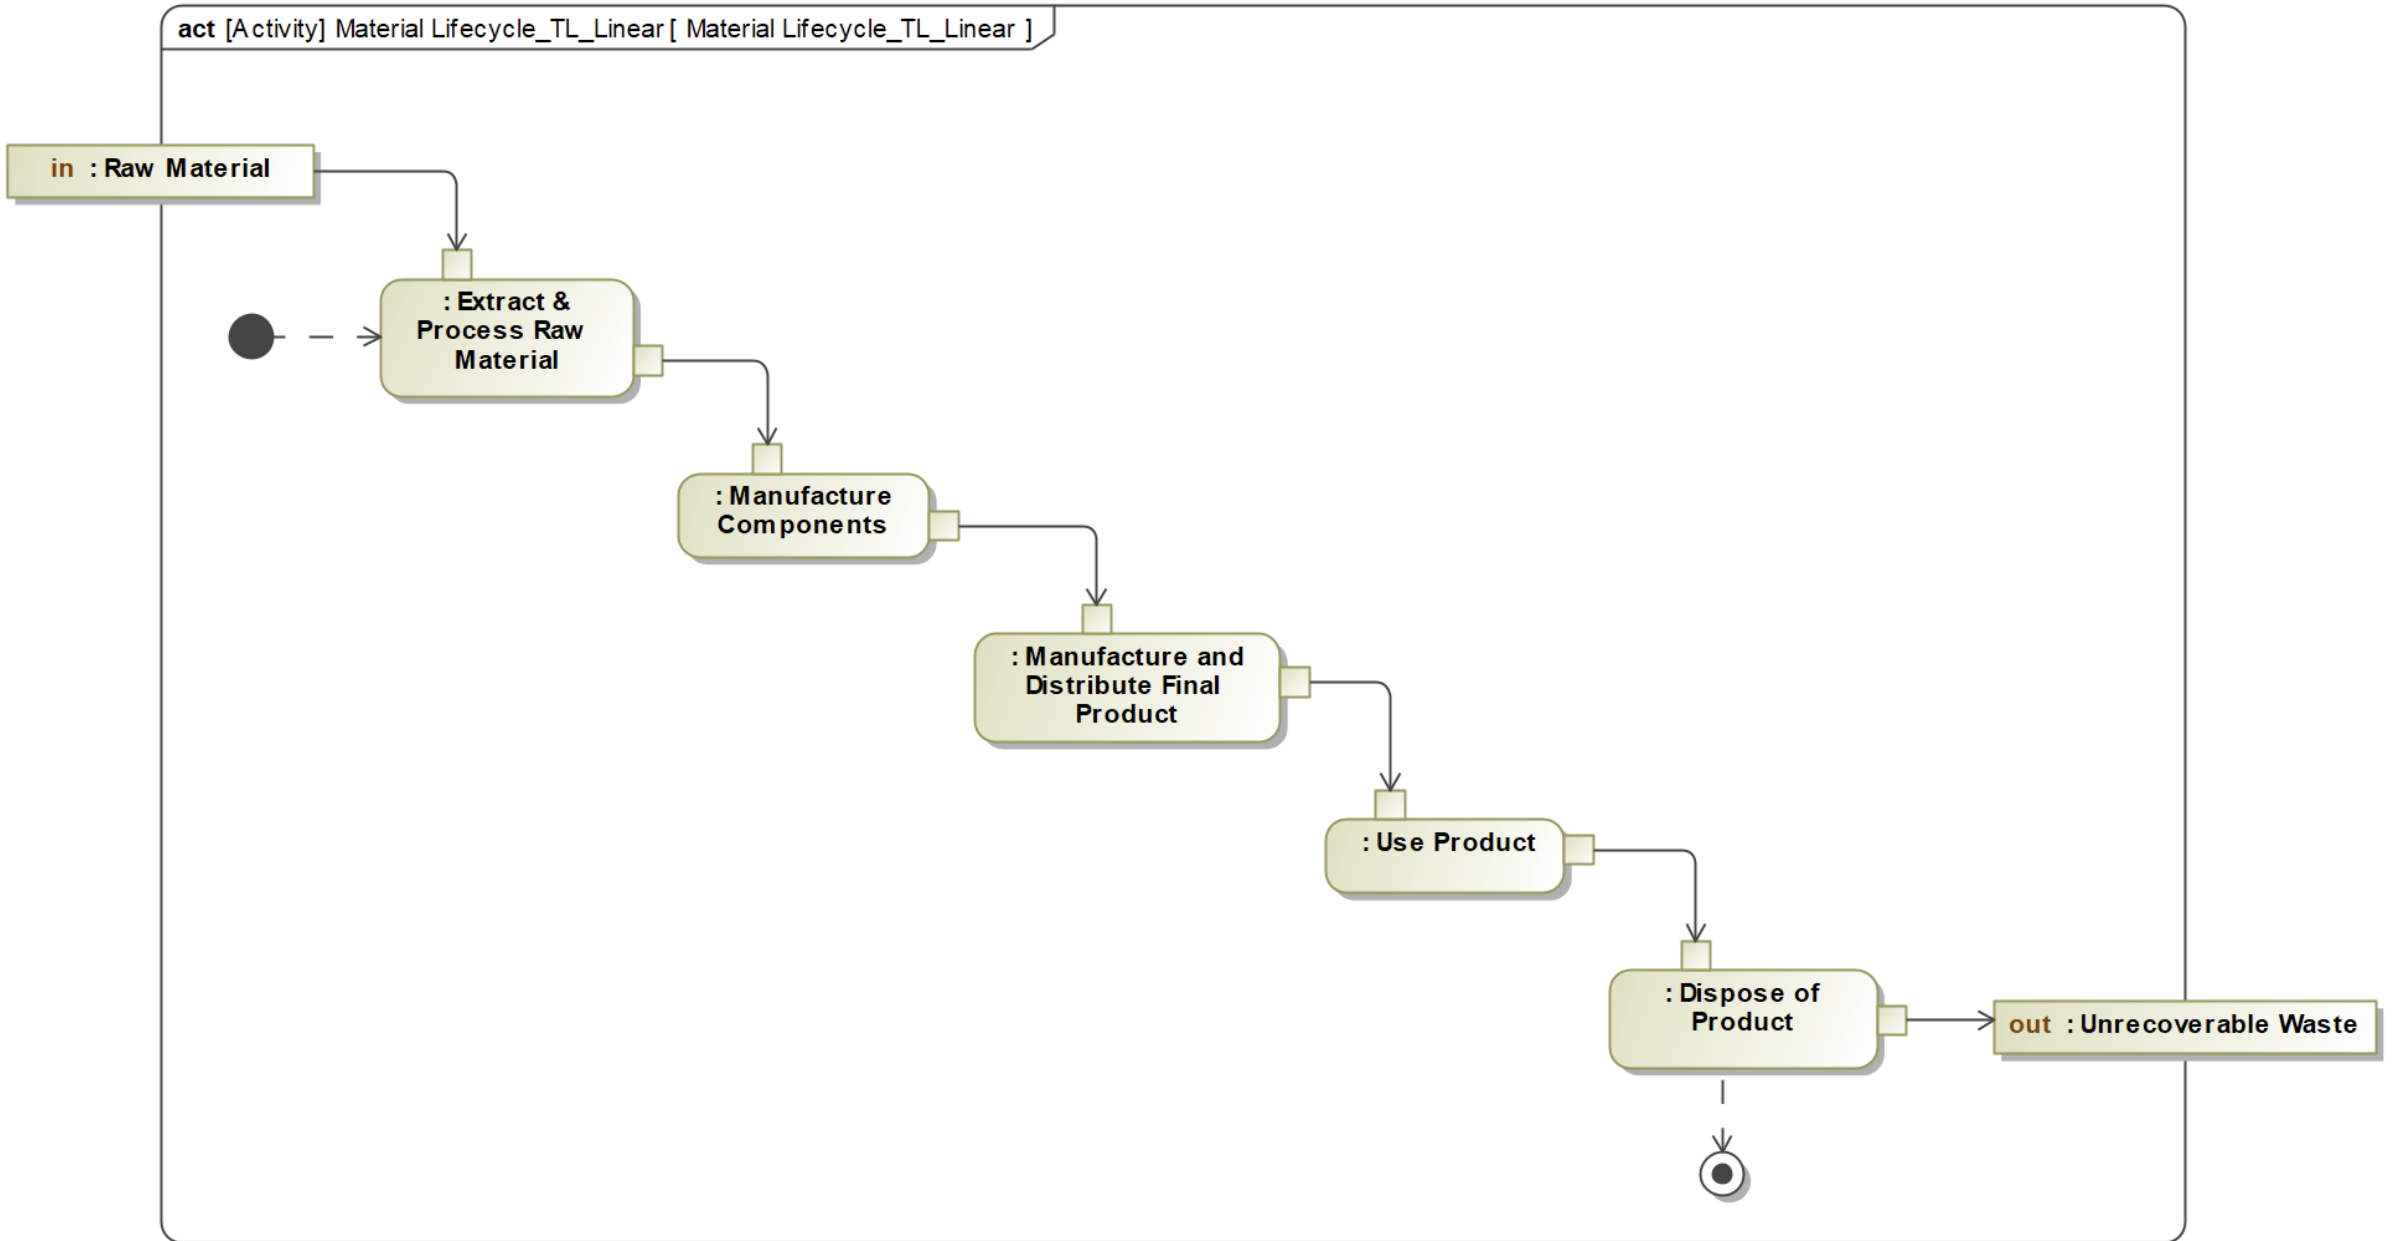 act [Activity] Material Lifecycle_TL_Linear [ Material Lifecycle_TL_Linear ]
in : Raw Material
: Extract &
Process Raw
Material
: Manufacture
Components
: Manufacture and
Distribute Final
Product
: Use Product
: Dispose of
Product
out : Unrecoverable Waste